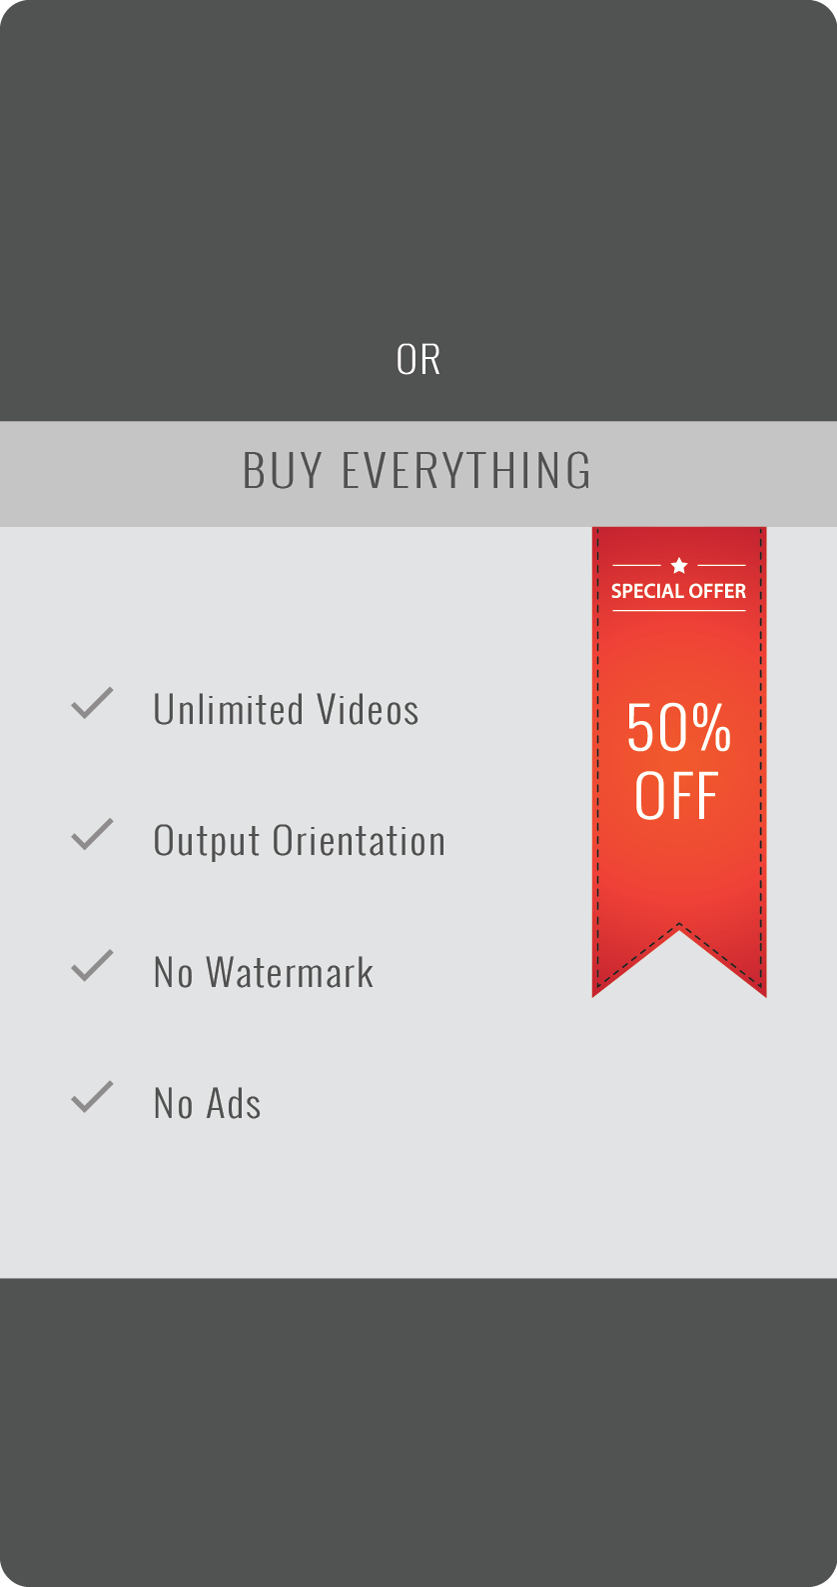 OR
BUY EVERYTHING
SPECIAL OFFER
50%
OFF
Unlimited Videos
Output Orientation
No Watermark
No Ads